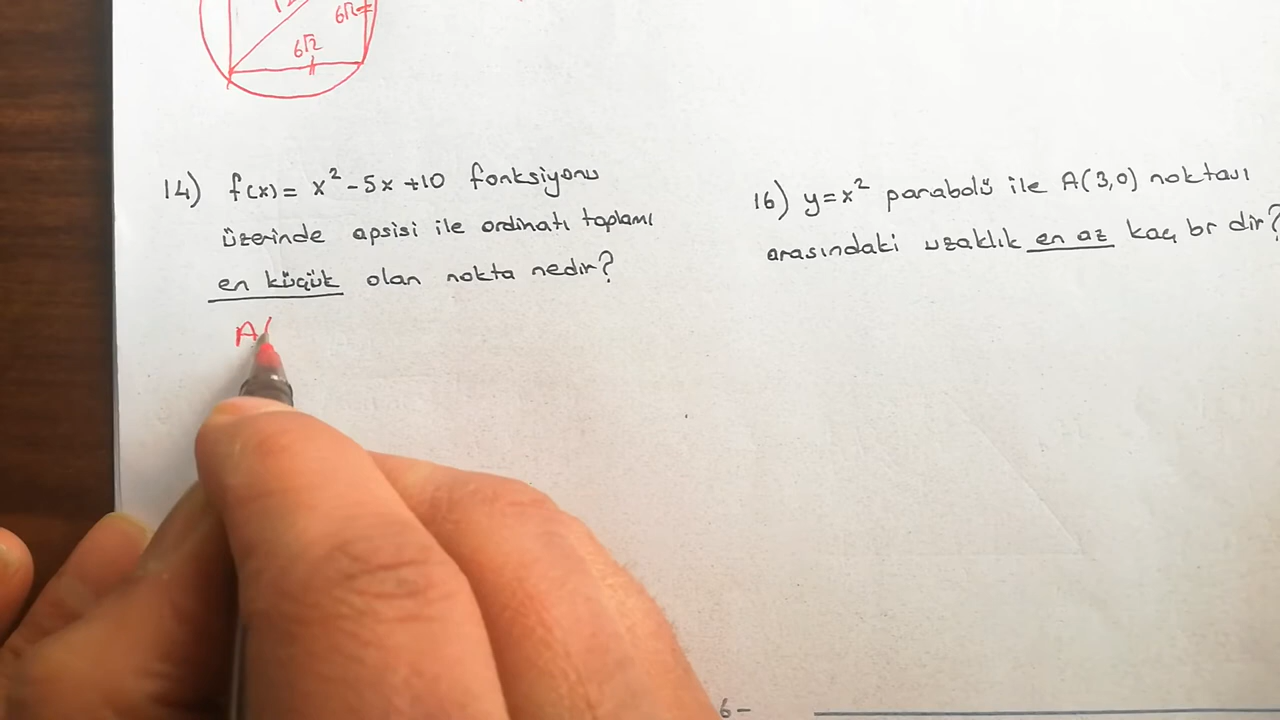 6√2
6√2
14) f(x) = x² - 5x +10 fonksiyonu
üzerinde apsisi ile ordinatı toplamı
en küçük olan nokta nedir?
A(
16) y = x² parabolü ile A(3,0) noktası
arasındaki uzaklık en az kaç br dir?
6-